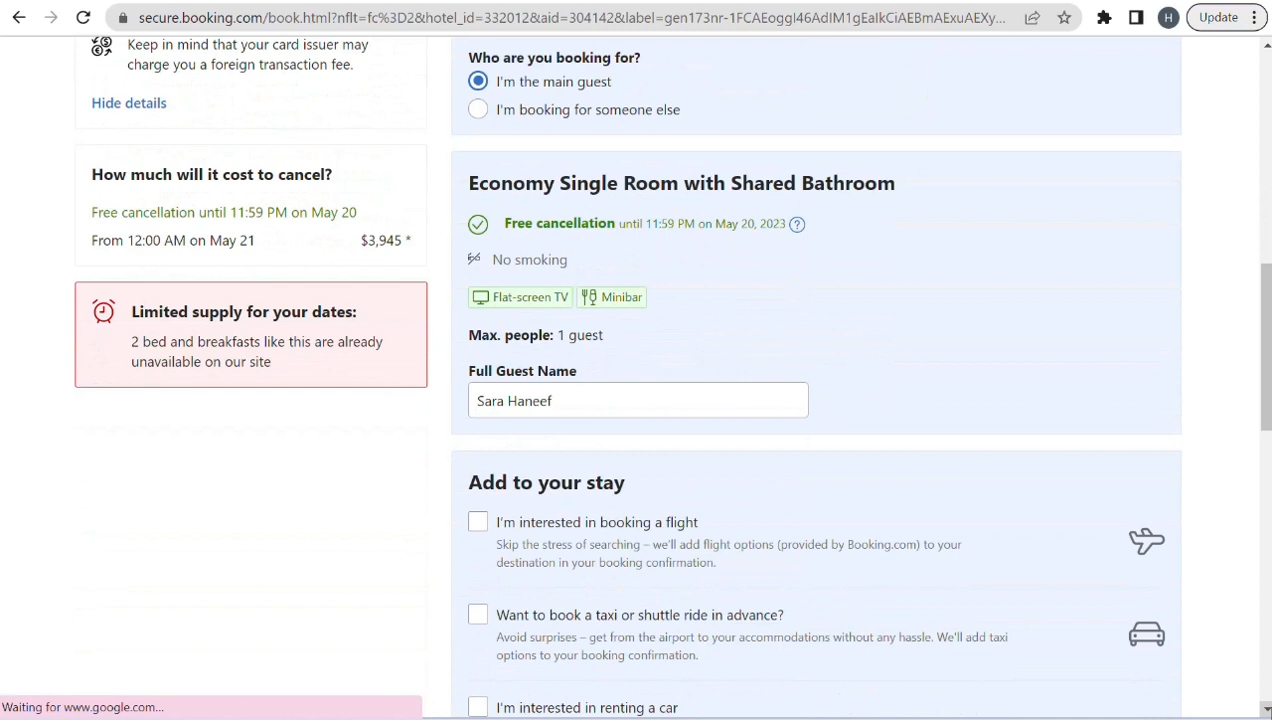 secure.booking.com/book.html?nflt=fc%3D2&hotel_id=332012&aid=304142&label=gen173nr-1FCAEoggI46AdIM1gEaIkCiAEBmAExuAEXy...
H
Update
Keep in mind that your card issuer may
charge you a foreign transaction fee.
Hide details
How much will it cost to cancel?
Free cancellation until 11:59 PM on May 20
From 12:00 AM on May 21 $3,945 *
Limited supply for your dates:
2 bed and breakfasts like this are already
unavailable on our site
Who are you booking for?
I'm the main guest
I'm booking for someone else
Economy Single Room with Shared Bathroom
Free cancellation until 11:59 PM on May 20, 2023
No smoking
Flat-screen TV Minibar
Max. people: 1 guest
Full Guest Name
Sara Haneef
Add to your stay
I'm interested in booking a flight
Skip the stress of searching – we'll add flight options (provided by Booking.com) to your
destination in your booking confirmation.
Want to book a taxi or shuttle ride in advance?
Avoid surprises – get from the airport to your accommodations without any hassle. We'll add taxi
options to your booking confirmation.
I'm interested in renting a car
Waiting for www.google.com...